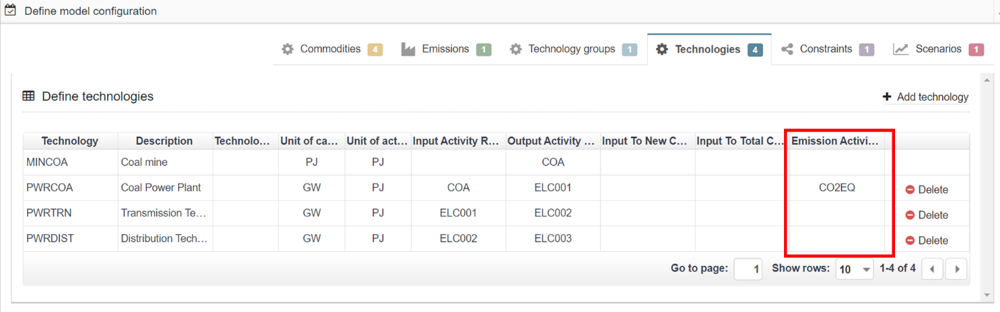 Define model configuration
Commodities 4 Emissions 1 Technology groups 1 Technologies 4 Constraints 1 Scenarios 1
Define technologies + Add technology
Technology Description Technolo... Unit of ca... Unit of act... Input Activity R... Output Activity ... Input To New C... Input To Total C... Emission Activi...
MINCOA Coal mine PJ PJ COA
PWRCOA Coal Power Plant GW PJ COA ELC001 CO2EQ Delete
PWRTRN Transmission Te... GW PJ ELC001 ELC002 Delete
PWRDIST Distribution Tech... GW PJ ELC002 ELC003 Delete
Go to page: 1 Show rows: 10 1-4 of 4